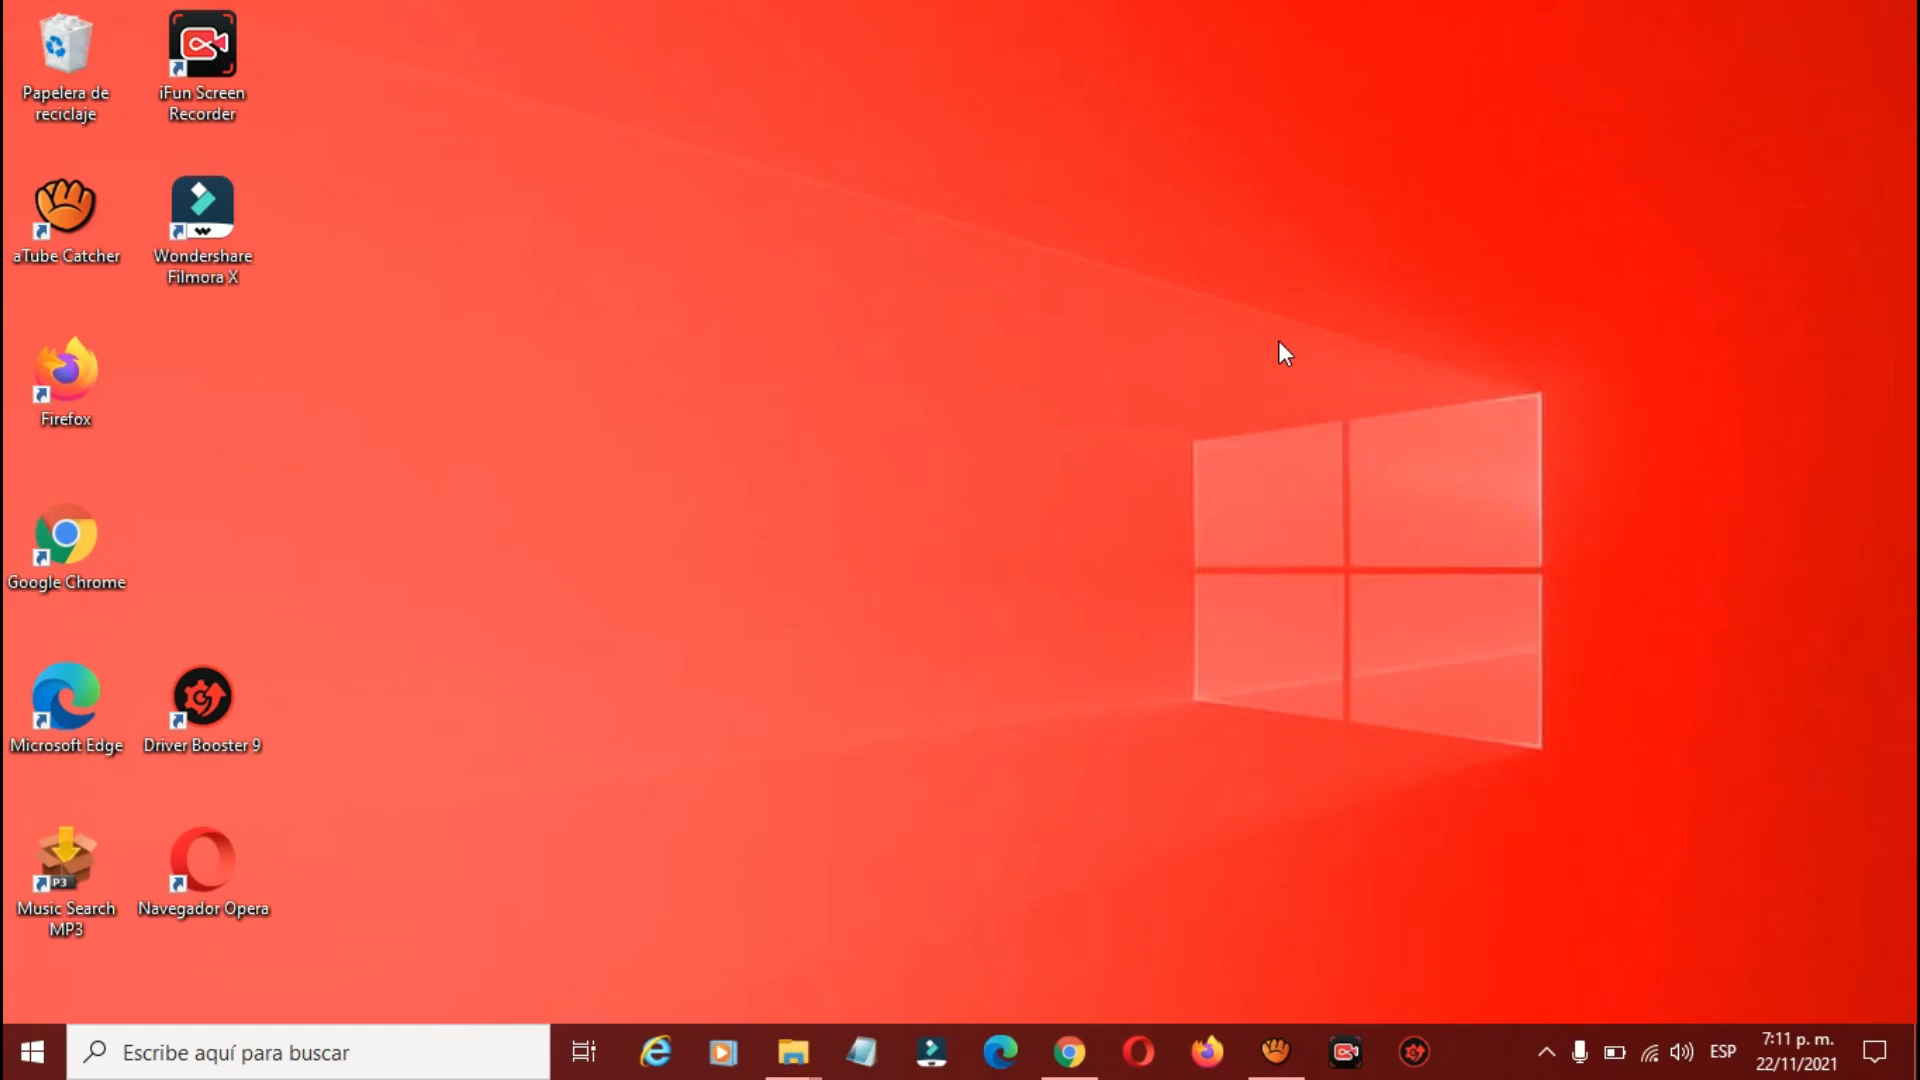 Papelera de
reciclaje
iFun Screen
Recorder
aTube Catcher
Wondershare
Filmora X
Firefox
Google Chrome
Microsoft Edge
Driver Booster 9
P3
Music Search
MP3
Navegador Opera
Escribe aquí para buscar
ESP
7:11 p. m.
22/11/2021